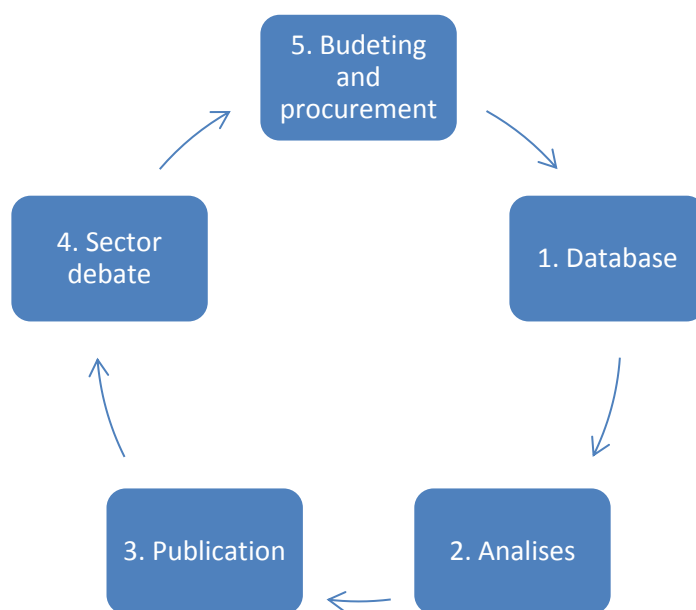 5. Budeting
and
procurement
4. Sector
debate
1. Database
3. Publication
2. Analises